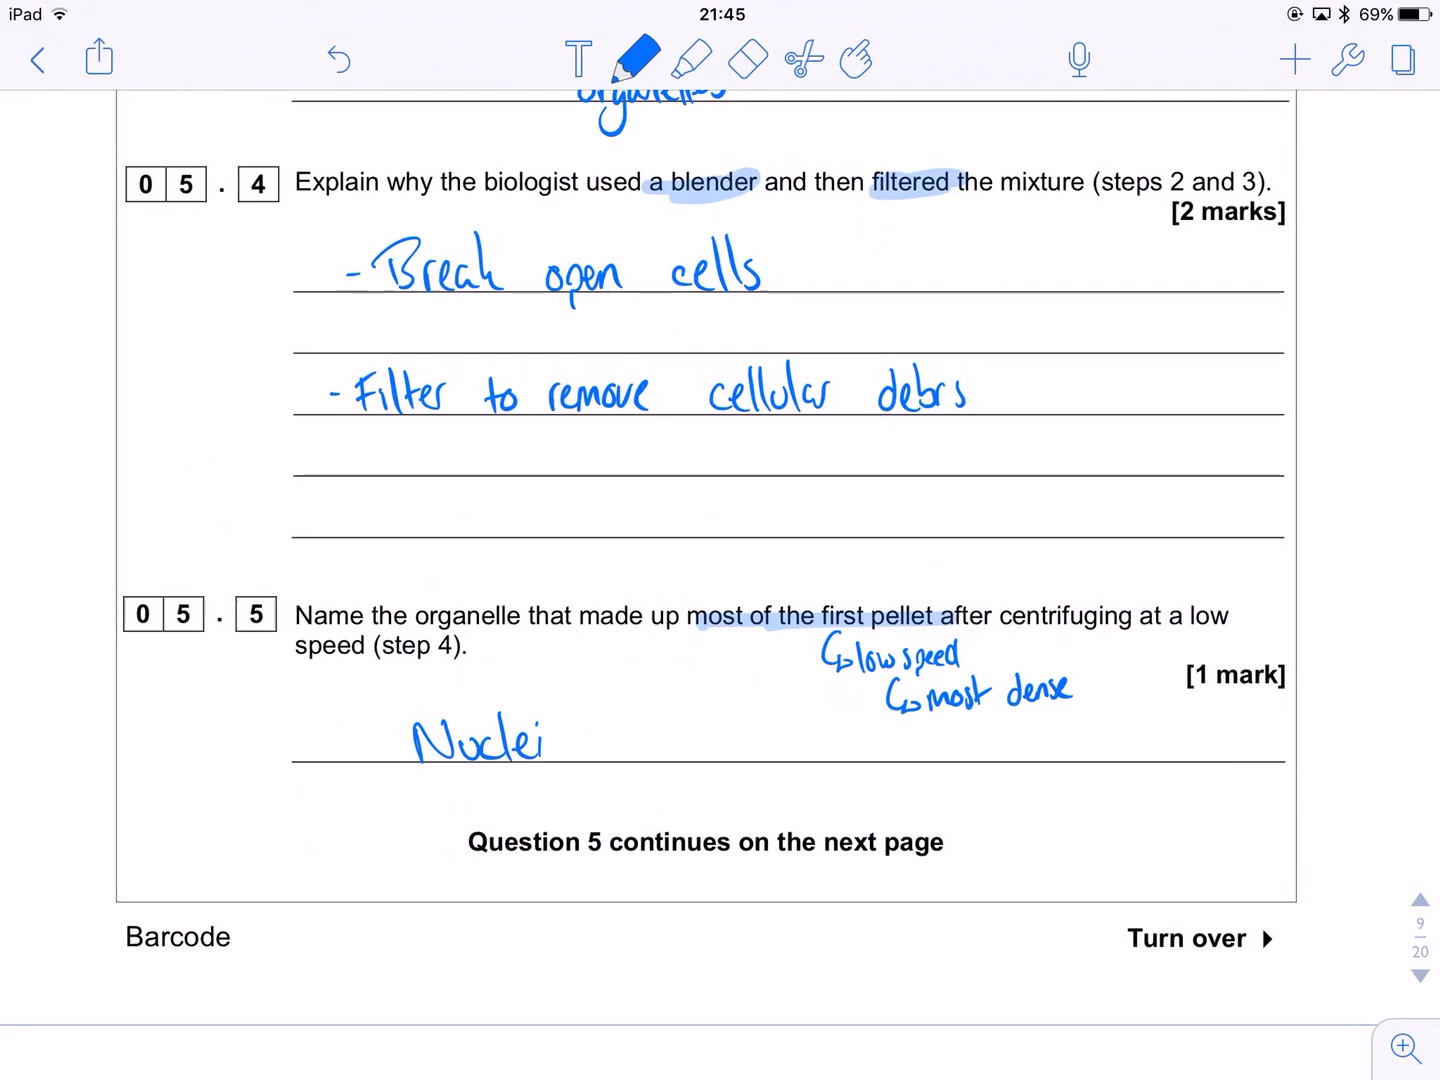 iPad 21:45 69%
T
organelles
0 5 . 4 Explain why the biologist used a blender and then filtered the mixture (steps 2 and 3).
[2 marks]
- Break open cells
- Filter to remove cellular debrs
0 5 . 5 Name the organelle that made up most of the first pellet after centrifuging at a low
speed (step 4).
low speed
[1 mark]
most dense
Nuclei
Question 5 continues on the next page
Barcode Turn over
9
20